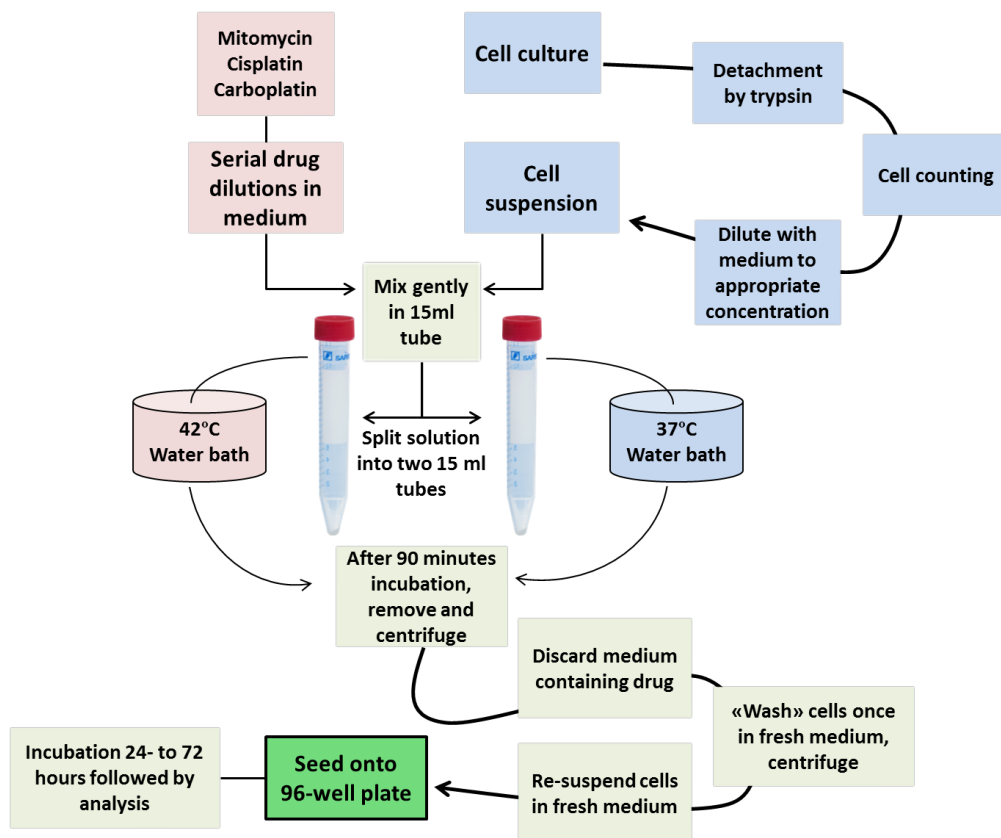 Mitomycin
Cisplatin
Carboplatin
Serial drug
dilutions in
medium
Cell culture
Detachment
by trypsin
Cell counting
Dilute with
medium to
appropriate
concentration
Cell
suspension
Mix gently
in 15ml
tube
Split solution
into two 15 ml
tubes
42°C
Water bath
37°C
Water bath
After 90 minutes
incubation,
remove and
centrifuge
Discard medium
containing drug
«Wash» cells once
in fresh medium,
centrifuge
Re-suspend cells
in fresh medium
Seed onto
96-well plate
Incubation 24- to 72
hours followed by
analysis